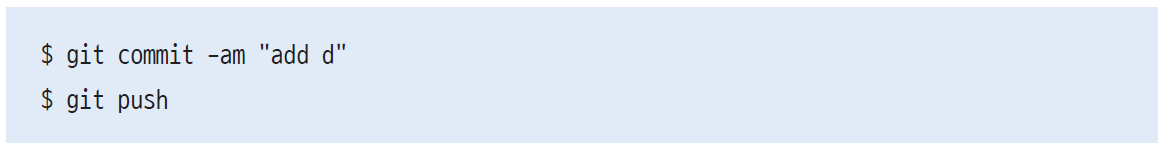 $ git commit -am "add d"
$ git push